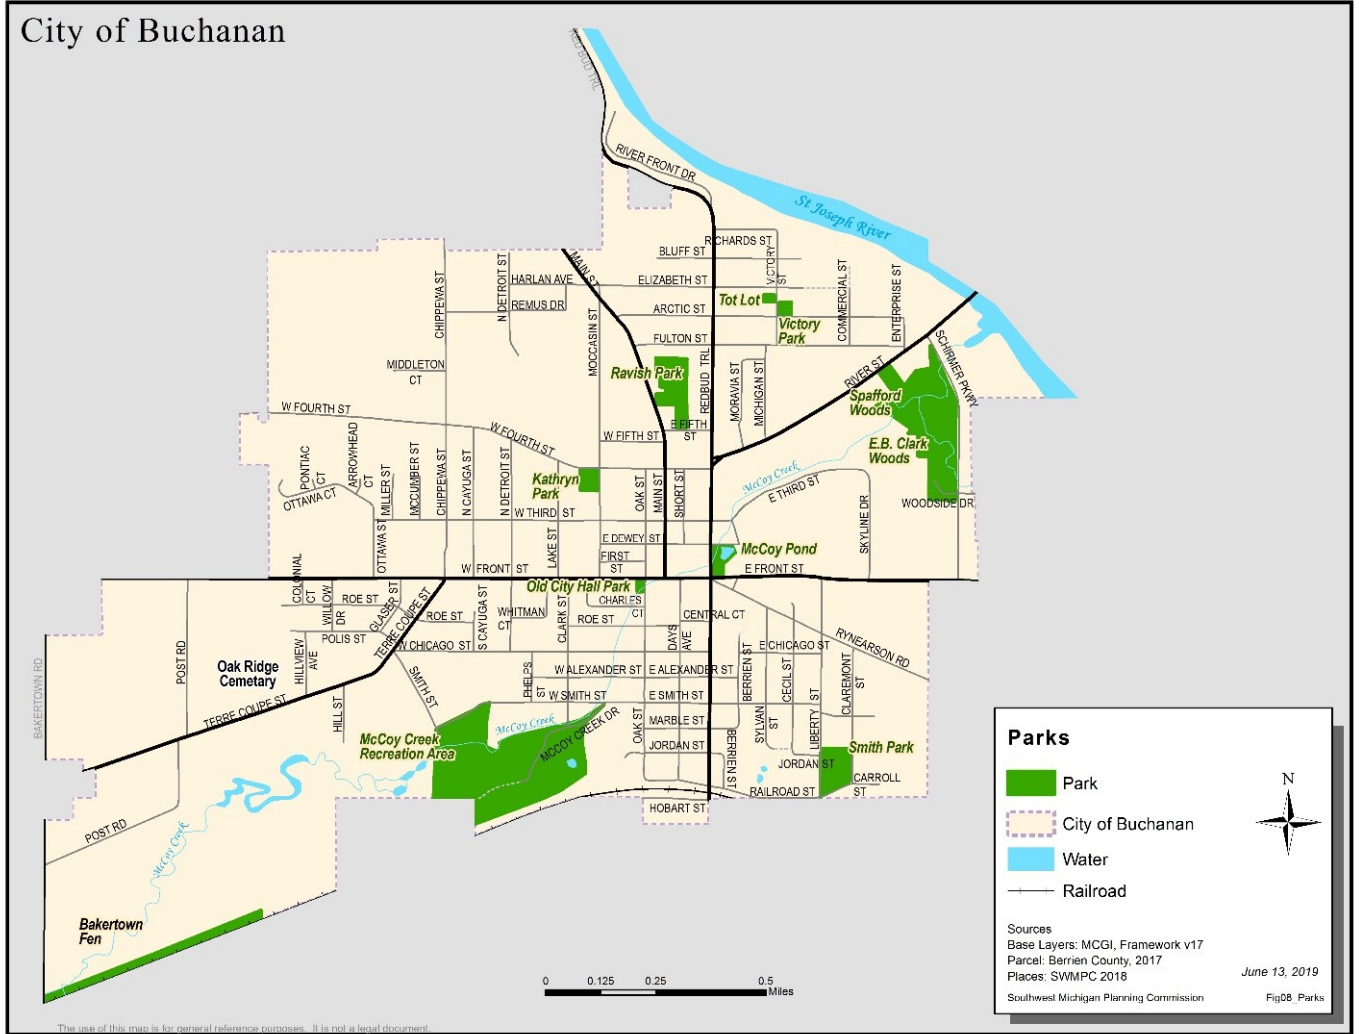 City of Buchanan
RED BUD TRL
RIVER FRONT DR
St Joseph River
RICHARDS ST
BLUFF ST
VICTORY
ST
MAIN ST
HARLAN AVE
ELIZABETH ST
N DETROIT ST
CHIPPEWA ST
REMUS DR
Tot Lot
ARCTIC ST
COMMERCIAL ST
ENTERPRISE ST
Victory
Park
FULTON ST
MOCCASIN ST
SCHIRMER PKWY
MIDDLETON
CT
Ravish Park
REDBUD TRL
MORAVIA ST
MICHIGAN ST
RIVER ST
Spafford
Woods
W FOURTH ST
W FOURTH ST
E FIFTH
ST
W FIFTH ST
E.B. Clark
Woods
PONTIAC
CT
ARROWHEAD
CT
OTTAWA CT
MILLER ST
MCCUMBER ST
CHIPPEWA ST
N CAYUGA ST
N DETROIT ST
Kathryn
Park
OAK ST
MAIN ST
SHORT ST
McCoy Creek
E THIRD ST
WOODSIDE DR
W THIRD ST
SKYLINE DR
OTTAWA ST
LAKE ST
E DEWEY ST
FIRST
ST
McCoy Pond
W FRONT ST
E FRONT ST
COLONIAL
CT
Old City Hall Park
CHARLES
CT
WILLOW
DR
ROE ST
GLASER ST
TERRE COUPE ST
ROE ST
S CAYUGA ST
WHITMAN
CT
CLARK ST
ROE ST
CENTRAL CT
DAYS
AVE
POLIS ST
W CHICAGO ST
E CHICAGO ST
RYNEARSON RD
POST RD
BAKERTOWN RD
Oak Ridge
Cemetary
HILLVIEW
AVE
SMITH ST
PHELPS
ST
W ALEXANDER ST
E ALEXANDER ST
BERRIEN ST
CECIL ST
CLAREMONT
ST
W SMITH ST
E SMITH ST
TERRE COUPE ST
HILL ST
McCoy Creek
MCCOY CREEK DR
OAK ST
MARBLE ST
SYLVAN
ST
LIBERTY ST
McCoy Creek
Recreation Area
JORDAN ST
BERRIEN ST
JORDAN ST
Smith Park
CARROLL
ST
RAILROAD ST
HOBART ST
POST RD
McCoy Creek
Bakertown
Fen
Parks
Park
City of Buchanan
Water
Railroad
N
Sources
Base Layers: MCGI, Framework v17
Parcel: Berrien County, 2017
Places: SWMPC 2018
June 13, 2019
Southwest Michigan Planning Commission
Fig08_Parks
0 0.125 0.25 0.5
Miles
The use of this map is for general reference purposes. It is not a legal document.